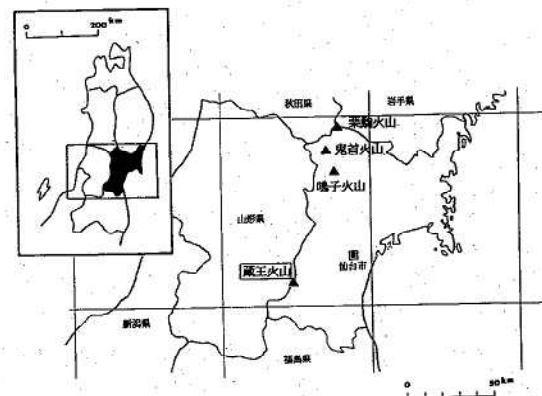 0 200 km
秋田県
岩手県
栗駒火山
鬼首火山
鳴子火山
山形県
仙台市
蔵王火山
新潟県
福島県
0 50 km